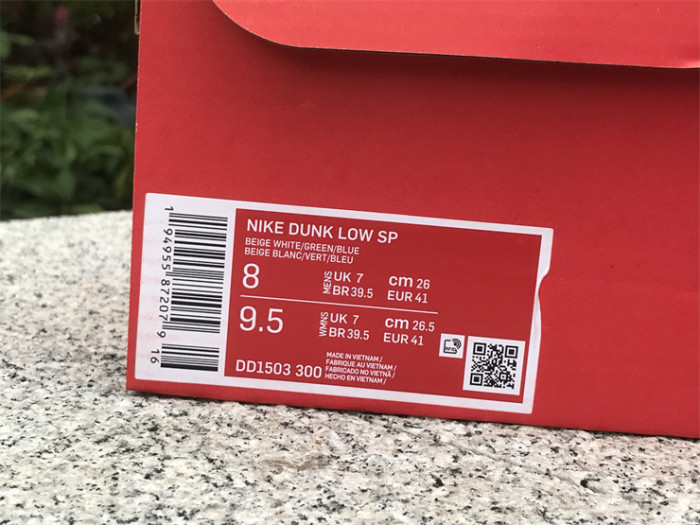 NIKE DUNK LOW SP
BEIGE WHITE/GREEN/BLUE
BEIGE BLANC/VERT/BLEU
8 MENS UK 7 cm 26
BR 39.5 EUR 41
9.5 WMNS UK 7 cm 26.5
BR 39.5 EUR 41
DD1503 300
MADE IN VIETNAM /
FABRIQUE AU VIETNAM /
FABRICADO NO VIETNÃ /
HECHO EN VIETNAM /
1 94955 87207 9 16